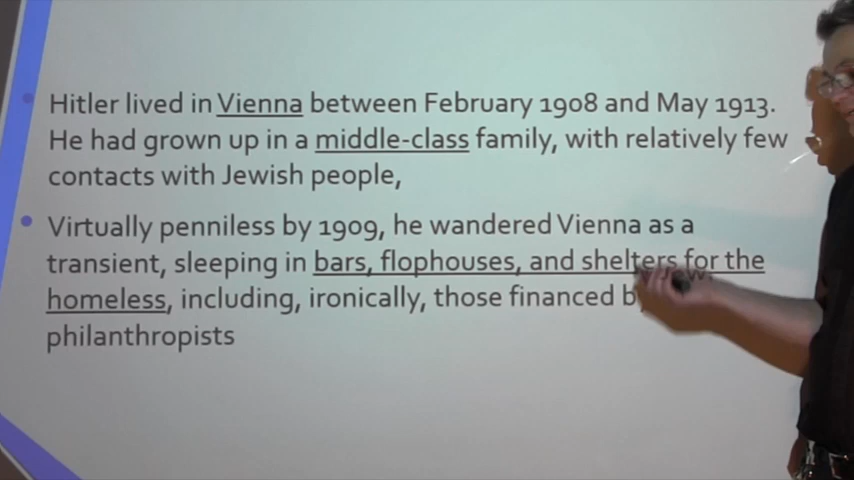 Hitler lived in Vienna between February 1908 and May 1913.
He had grown up in a middle-class family, with relatively few
contacts with Jewish people,
Virtually penniless by 1909, he wandered Vienna as a
transient, sleeping in bars, flophouses, and shelters for the
homeless, including, ironically, those financed
philanthropists